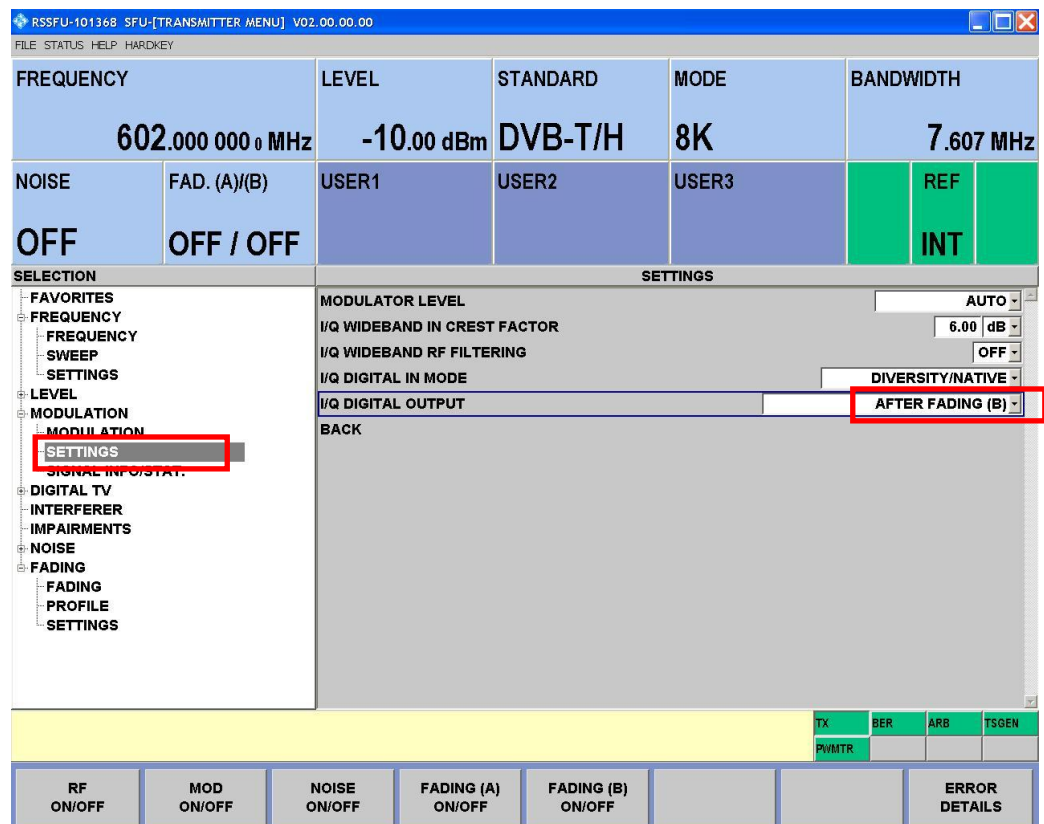 RSSFU-101368 SFU-[TRANSMITTER MENU] V02.00.00.00
FILE STATUS HELP HARDKEY
FREQUENCY LEVEL STANDARD MODE BANDWIDTH
602.000 000 0 MHz -10.00 dBm DVB-T/H 8K 7.607 MHz
NOISE FAD. (A)/(B) USER1 USER2 USER3 REF
OFF OFF / OFF INT
SELECTION
FAVORITES
FREQUENCY
FREQUENCY
SWEEP
SETTINGS
LEVEL
MODULATION
MODULATION
SETTINGS
SIGNAL INFO/STAT.
DIGITAL TV
INTERFERER
IMPAIRMENTS
NOISE
FADING
FADING
PROFILE
SETTINGS
SETTINGS
MODULATOR LEVEL AUTO
I/Q WIDEBAND IN CREST FACTOR 6.00 dB
I/Q WIDEBAND RF FILTERING OFF
I/Q DIGITAL IN MODE DIVERSITY/NATIVE
I/Q DIGITAL OUTPUT AFTER FADING (B)
BACK
TX BER ARB TSGEN
PWMTR
RF ON/OFF
MOD ON/OFF
NOISE ON/OFF
FADING (A) ON/OFF
FADING (B) ON/OFF
ERROR DETAILS